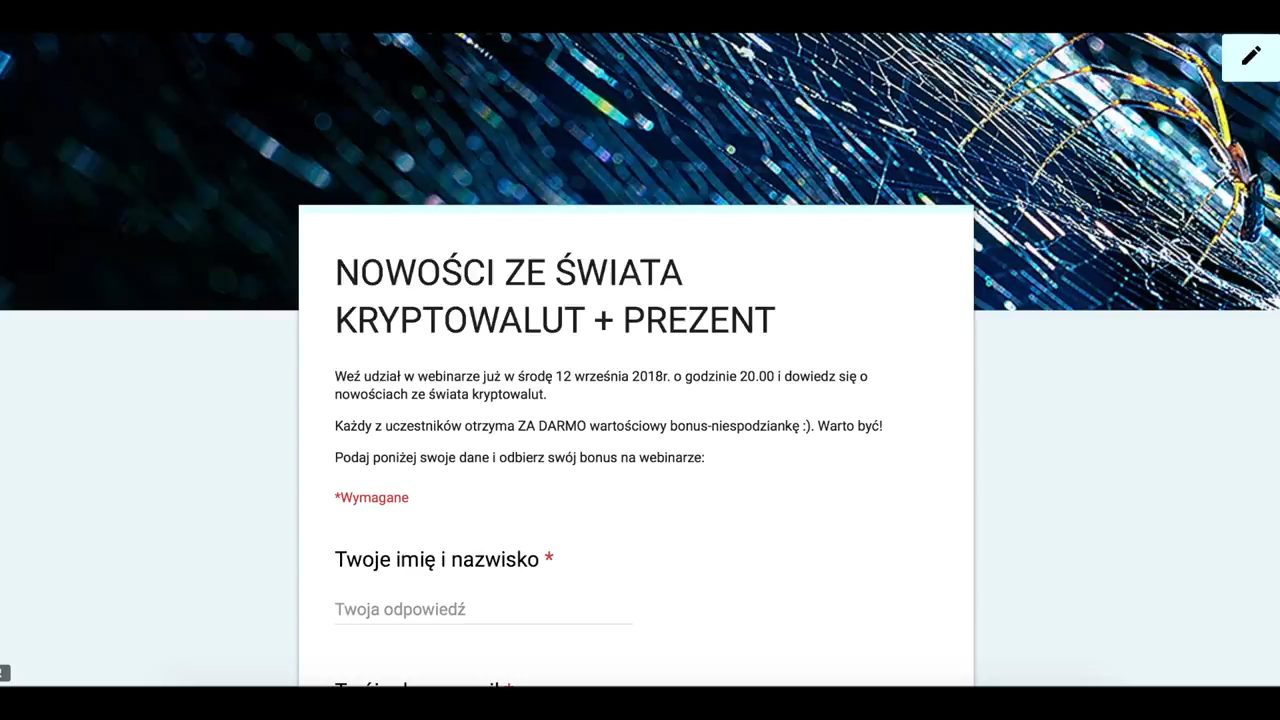 NOWOŚCI ZE ŚWIATA
KRYPTOWALUT + PREZENT
Weź udział w webinarze już w środę 12 września 2018r. o godzinie 20.00 i dowiedz się o
nowościach ze świata kryptowalut.
Każdy z uczestników otrzyma ZA DARMO wartościowy bonus-niespodziankę :). Warto być!
Podaj poniżej swoje dane i odbierz swój bonus na webinarze:
*Wymagane
Twoje imię i nazwisko *
Twoja odpowiedź